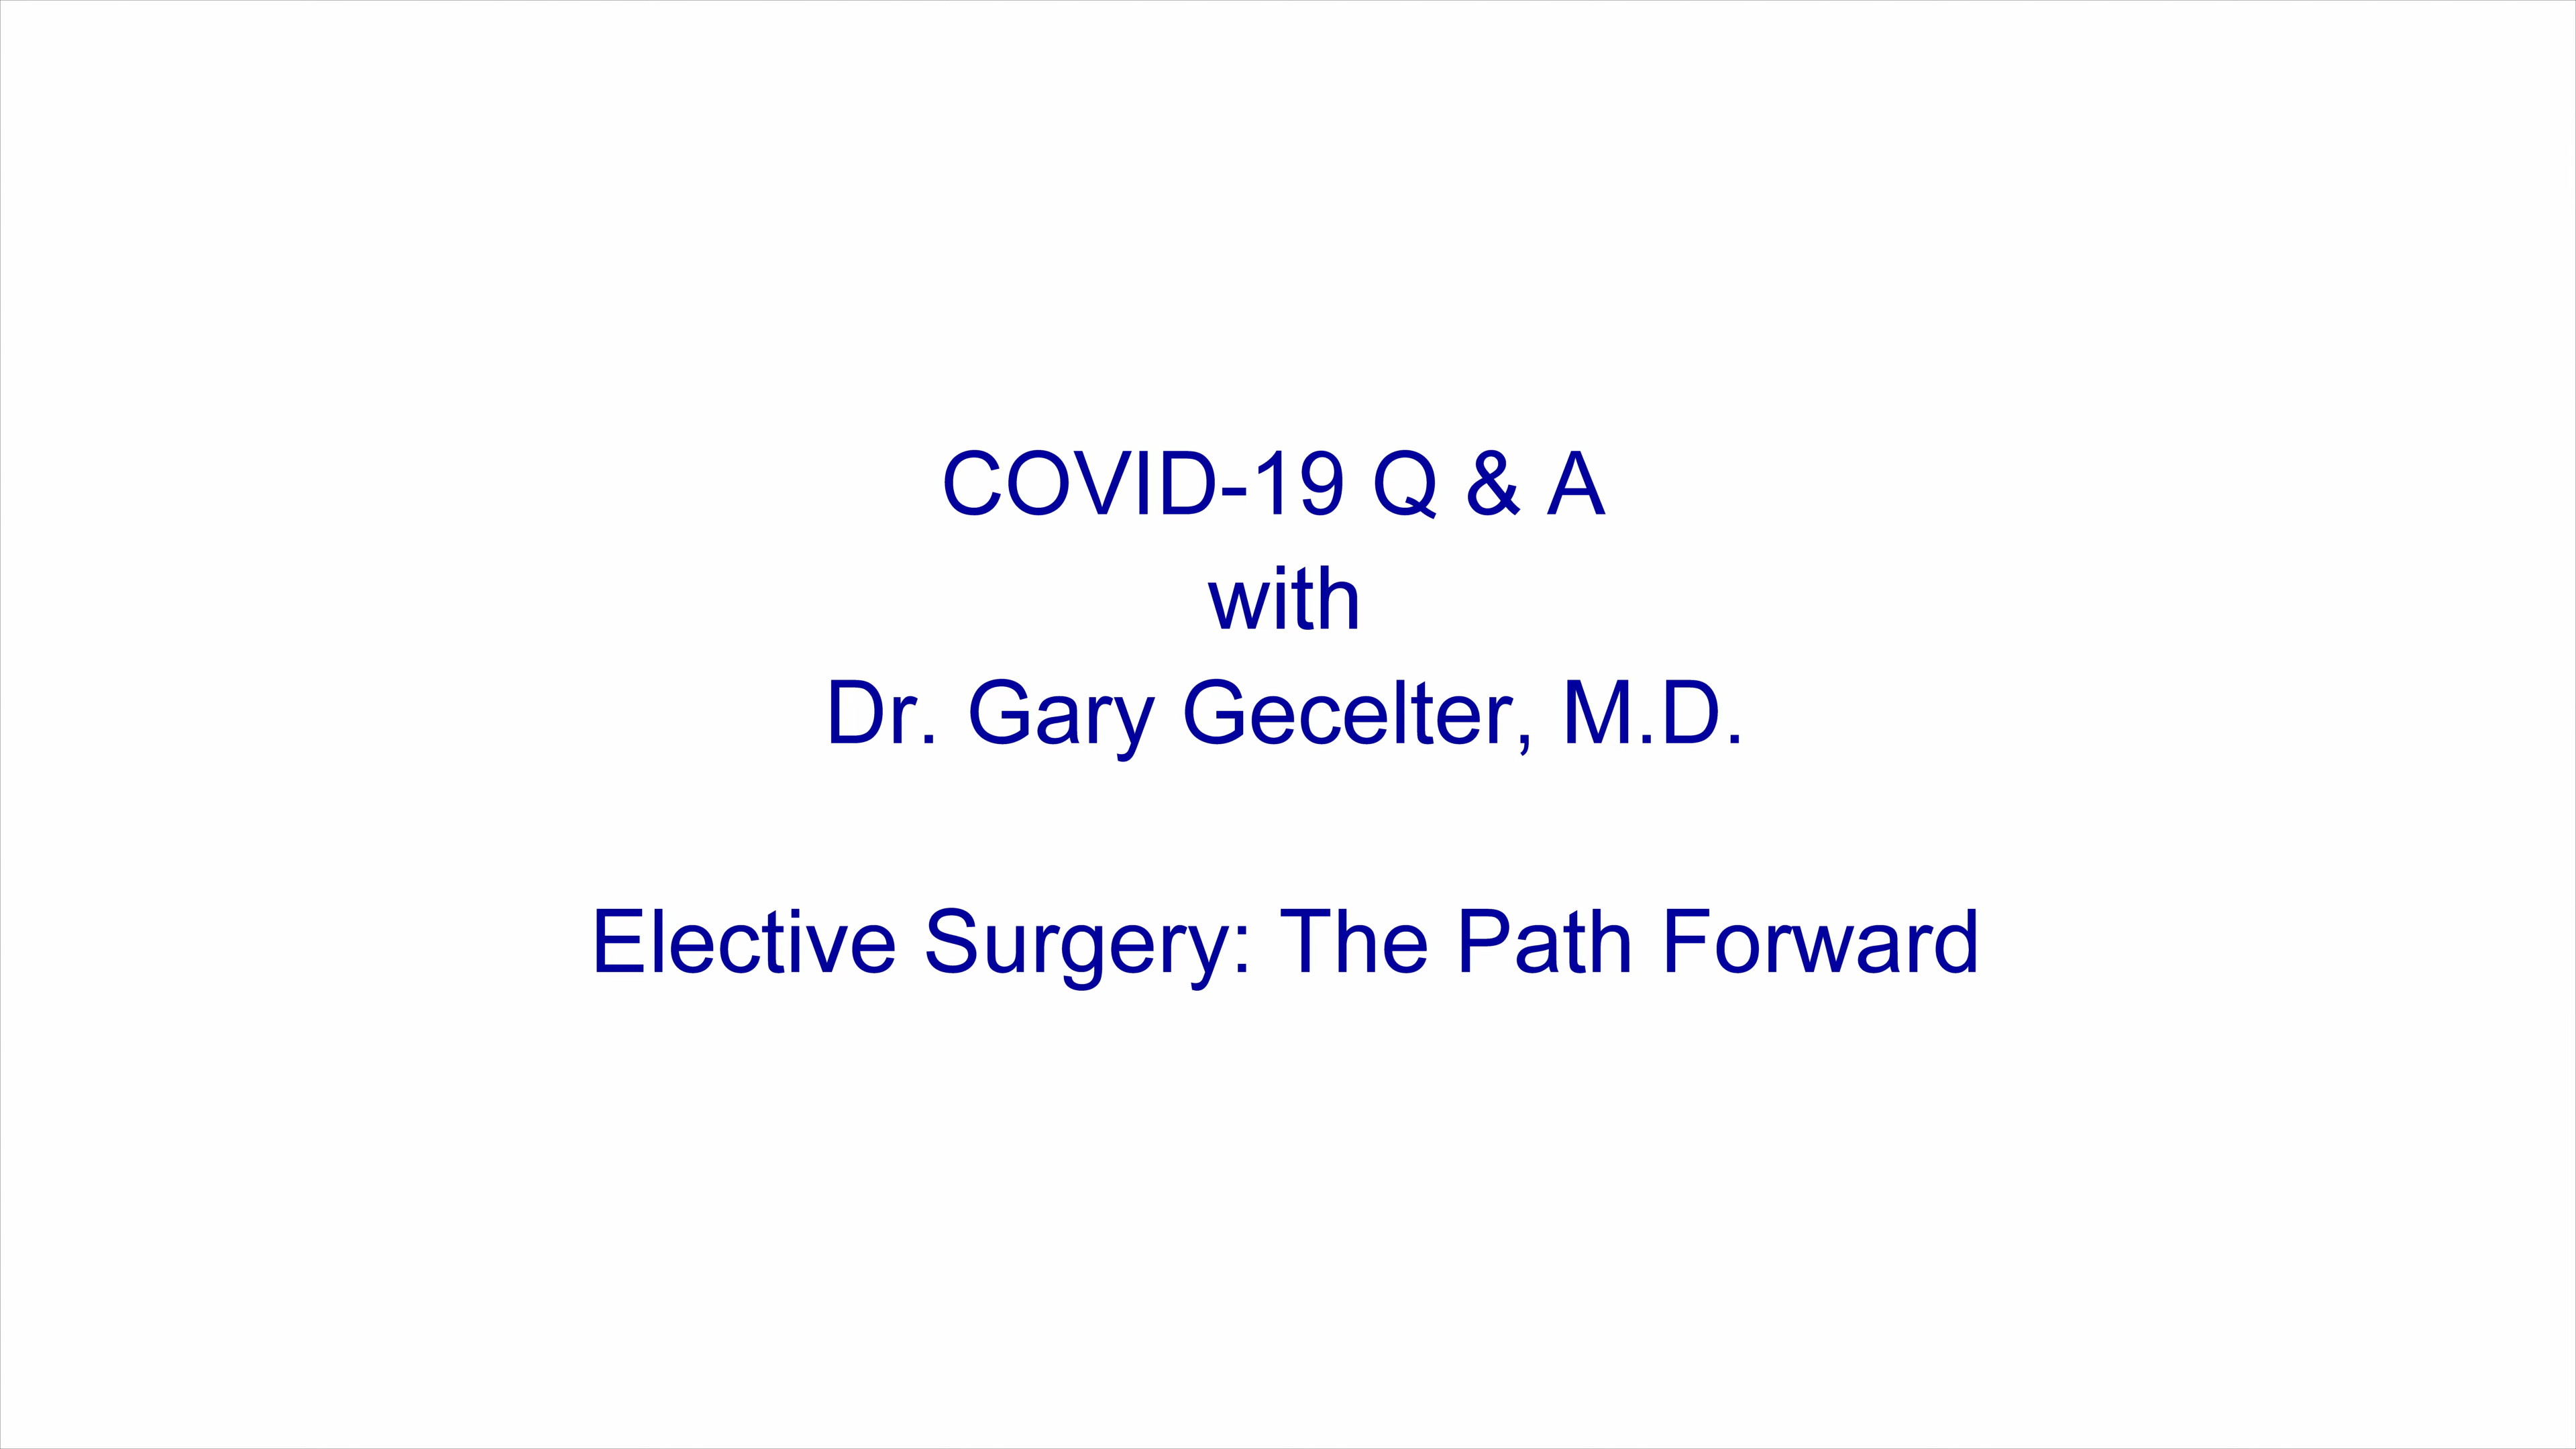 COVID-19 Q & A
with
Dr. Gary Gecelter, M.D.
Elective Surgery: The Path Forward